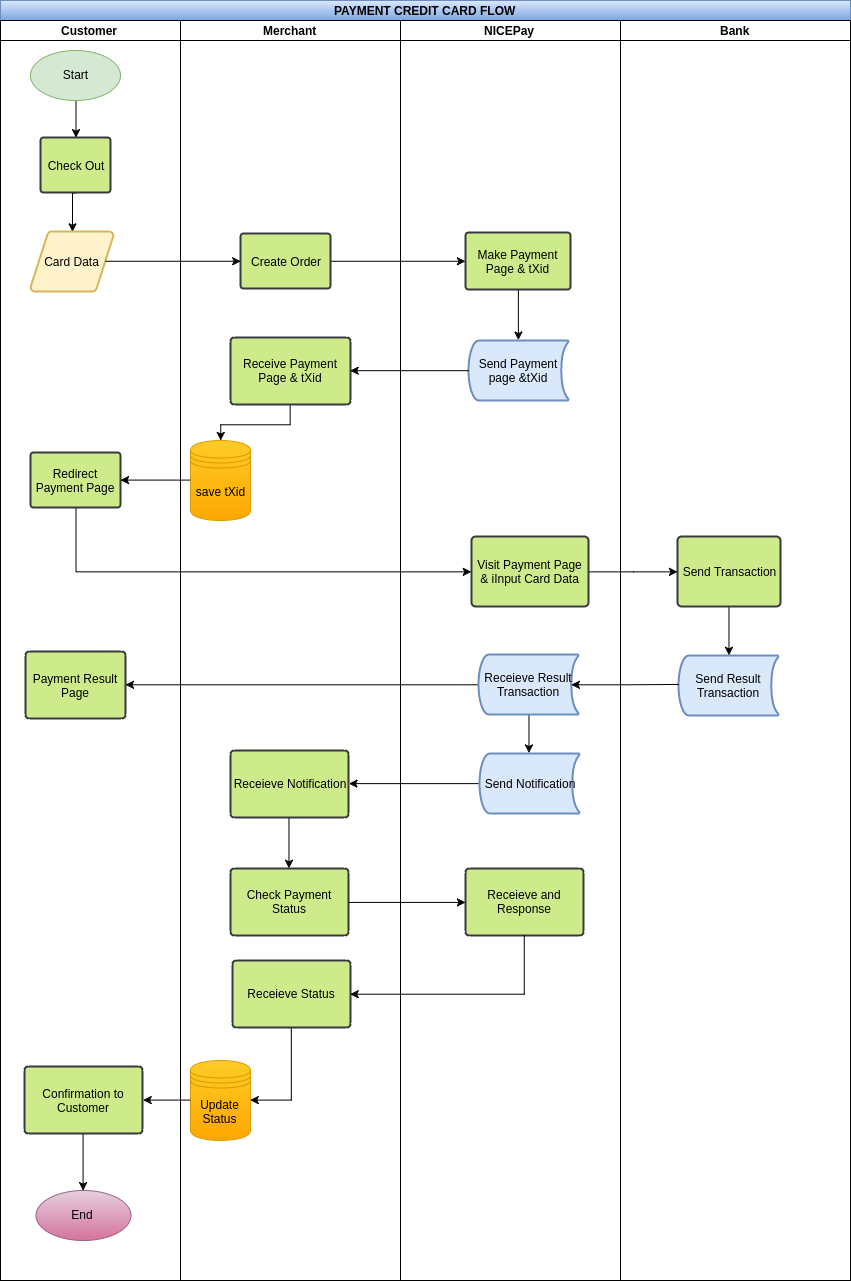 PAYMENT CREDIT CARD FLOW
Customer
Merchant
NICEPay
Bank
Start
Check Out
Card Data
Create Order
Make Payment
Page & tXid
Receive Payment
Page & tXid
Send Payment
page &tXid
Redirect
Payment Page
save tXid
Visit Payment Page
& iInput Card Data
Send Transaction
Payment Result
Page
Receieve Result
Transaction
Send Result
Transaction
Receieve Notification
Send Notification
Check Payment
Status
Receieve and
Response
Receieve Status
Confirmation to
Customer
Update
Status
End